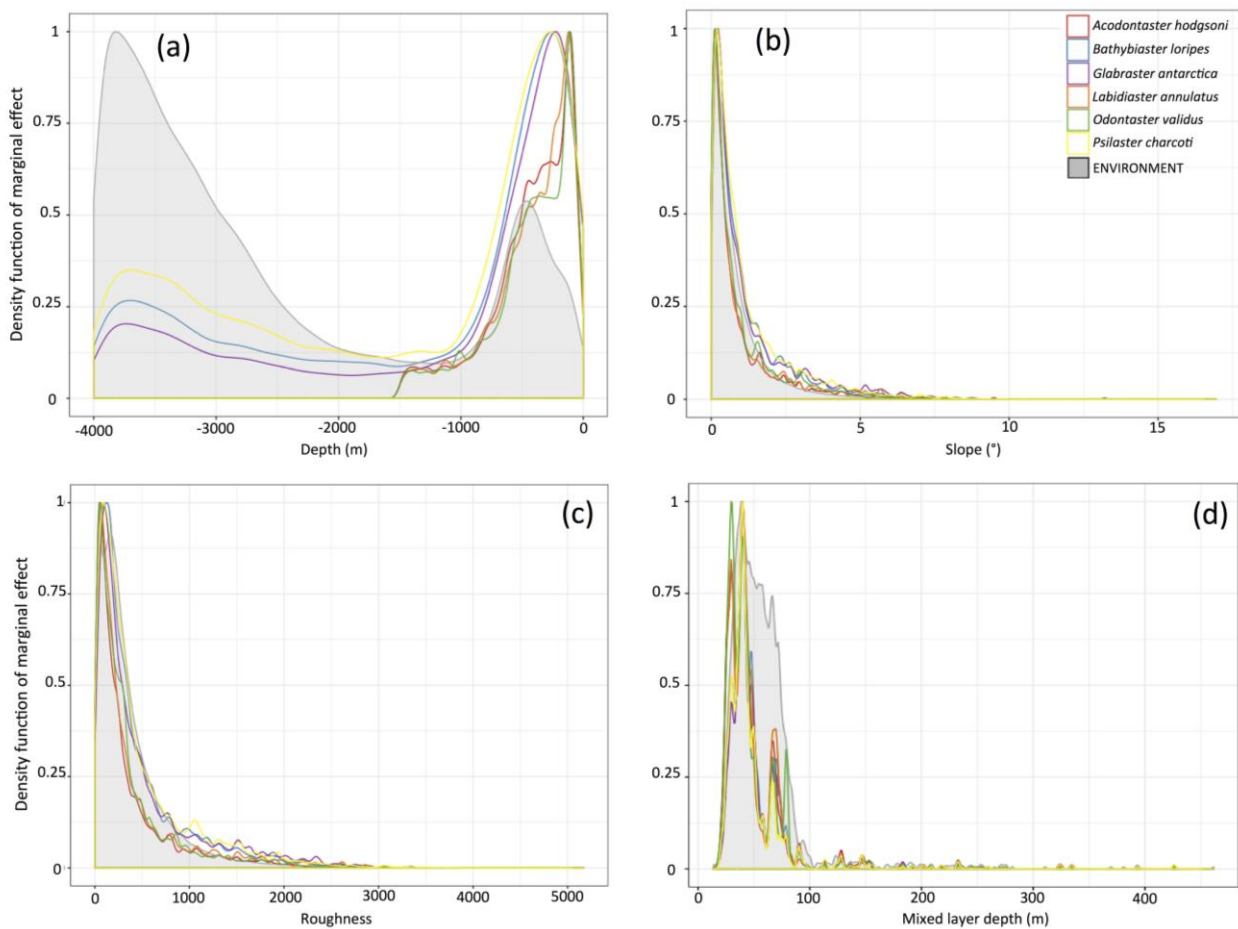 (a)
Density function of marginal effect
1
0.75
0.5
0.25
0
-4000 -3000 -2000 -1000 0
Depth (m)
(b)
Acodontaster hodgsoni
Bathybiaster loripes
Glabraster antarctica
Labidiaster annulatus
Odontaster validus
Psilaster charcoti
ENVIRONMENT
1
0.75
0.5
0.25
0
0 5 10 15
Slope (°)
(c)
Density function of marginal effect
1
0.75
0.5
0.25
0
0 1000 2000 3000 4000 5000
Roughness
(d)
1
0.75
0.5
0.25
0
0 100 200 300 400
Mixed layer depth (m)